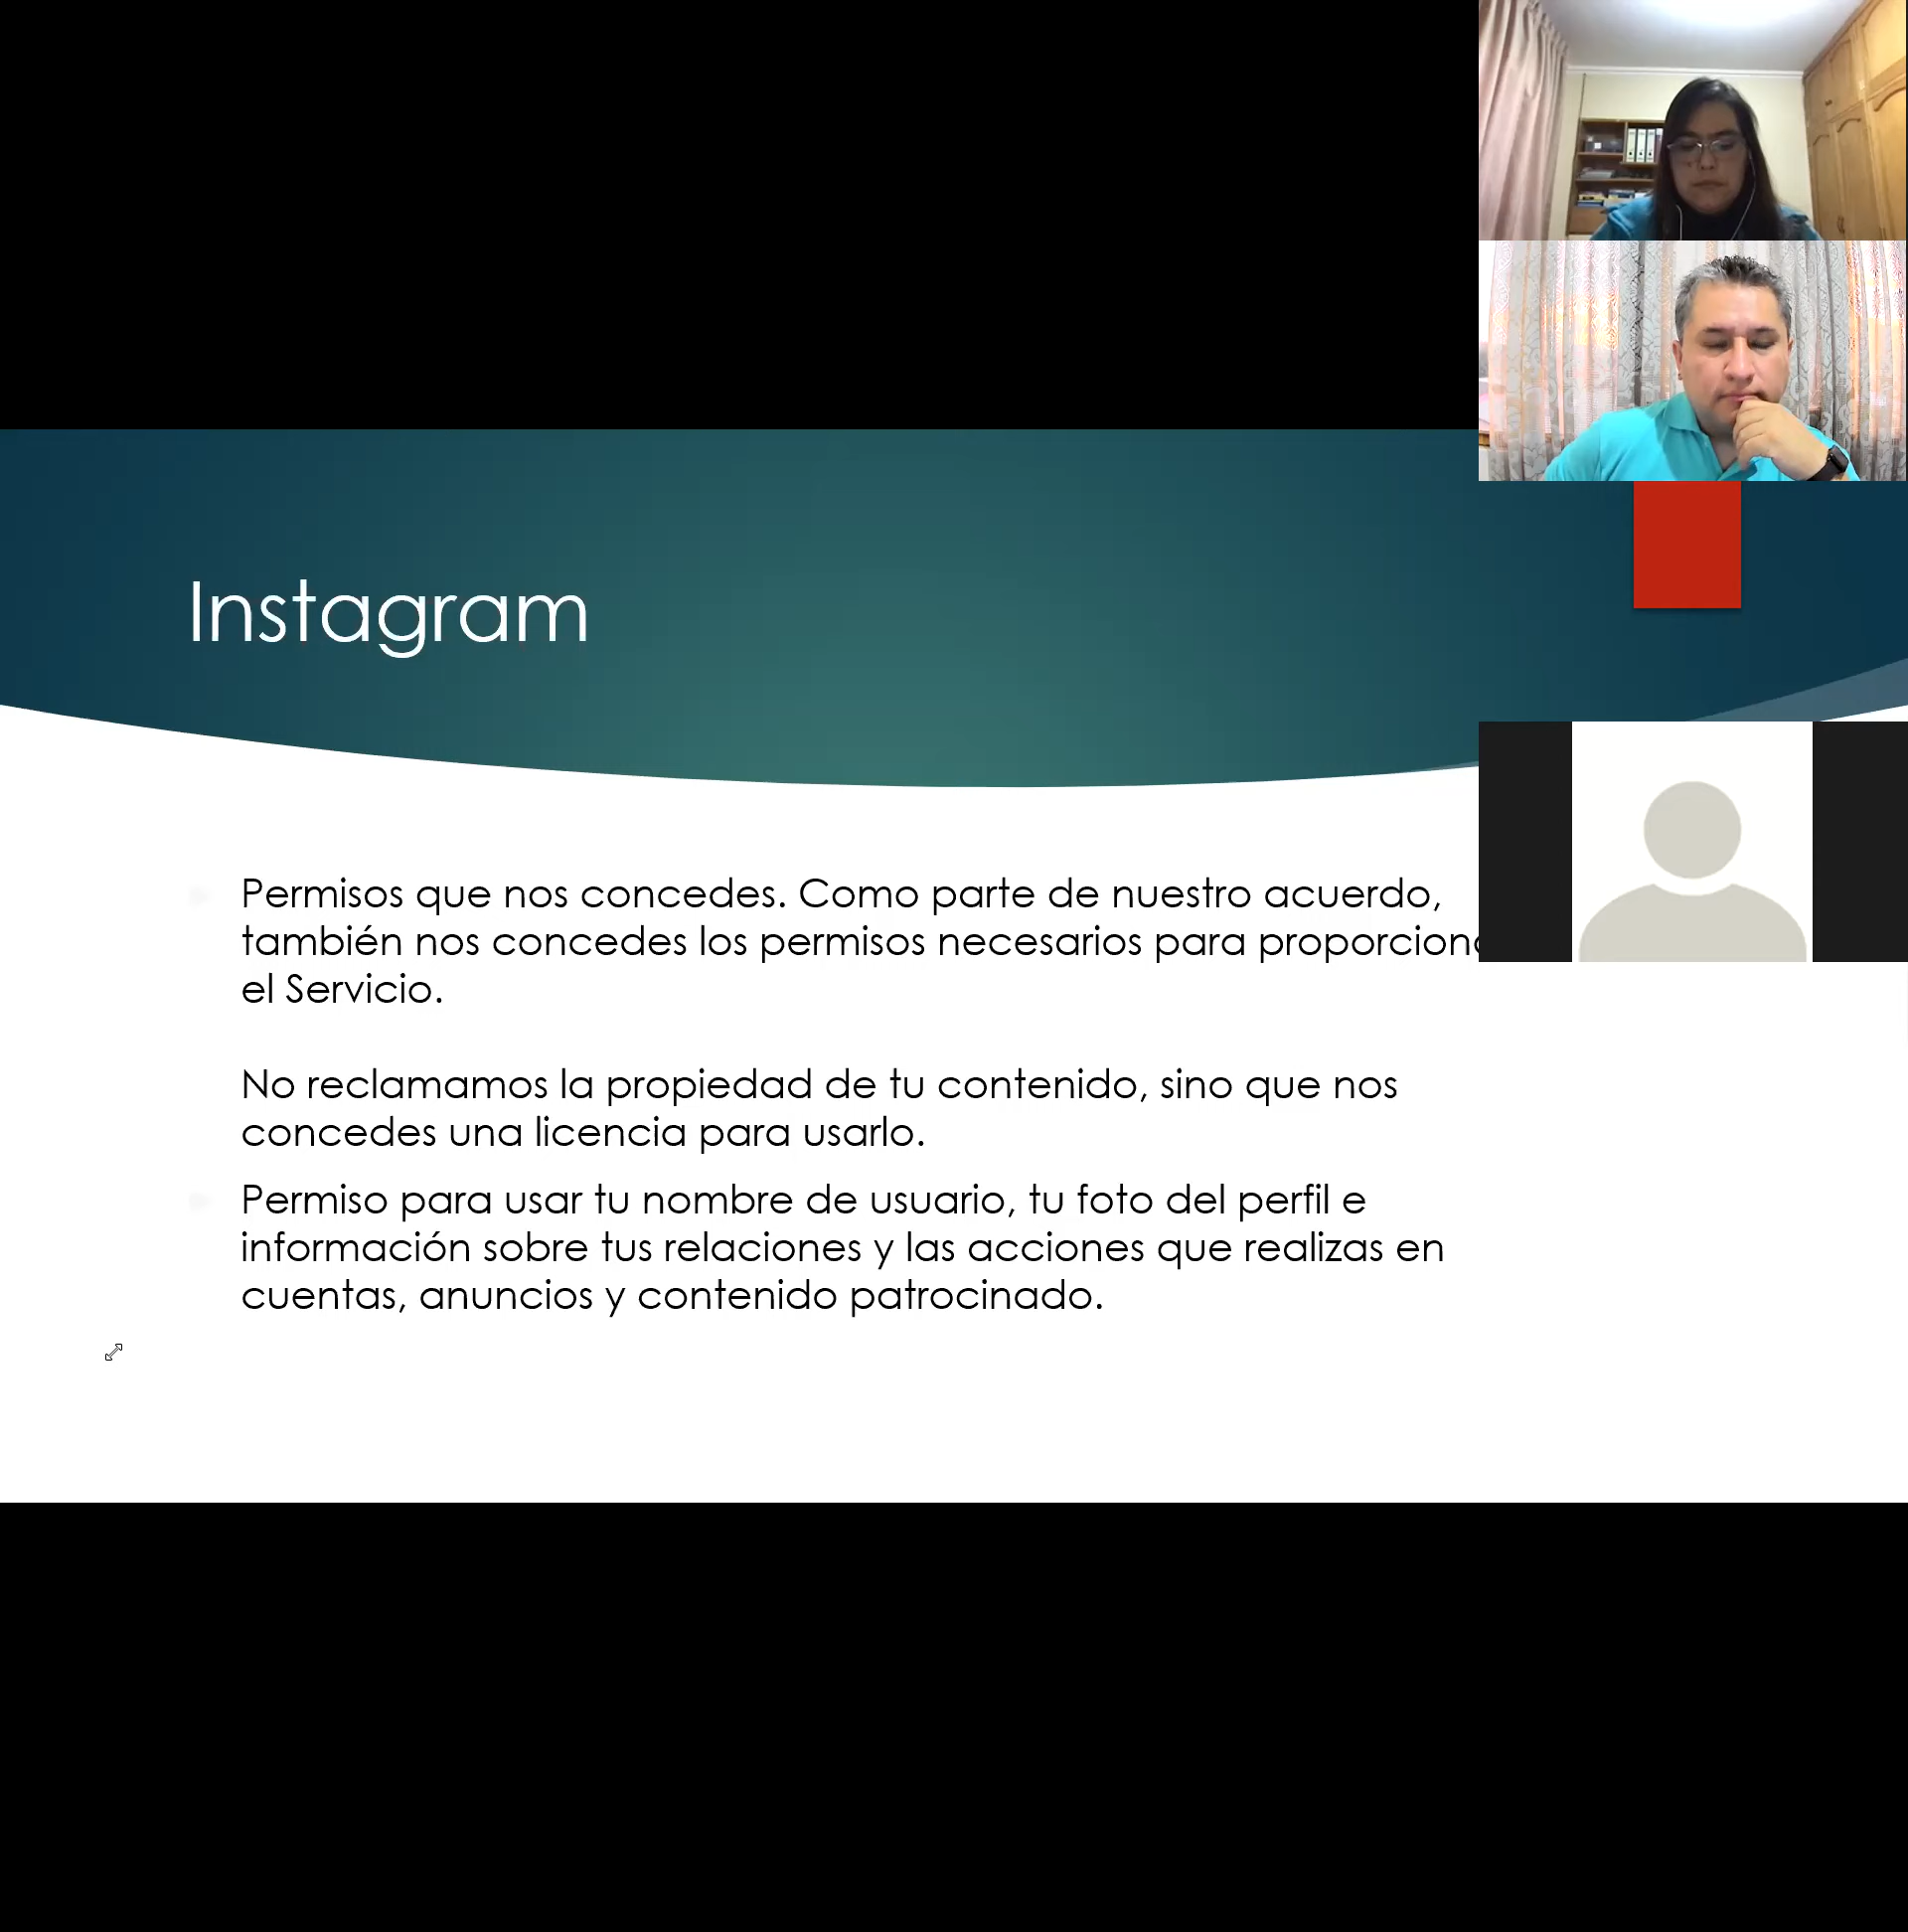 Instagram
Permisos que nos concedes. Como parte de nuestro acuerdo,
también nos concedes los permisos necesarios para
el Servicio.
No reclamamos la propiedad de tu contenido, sino que nos
concedes una licencia para usarlo.
Permiso para usar tu nombre de usuario, tu foto del perfil e
información sobre tus relaciones y las acciones que realizas en
cuentas, anuncios y contenido patrocinado.